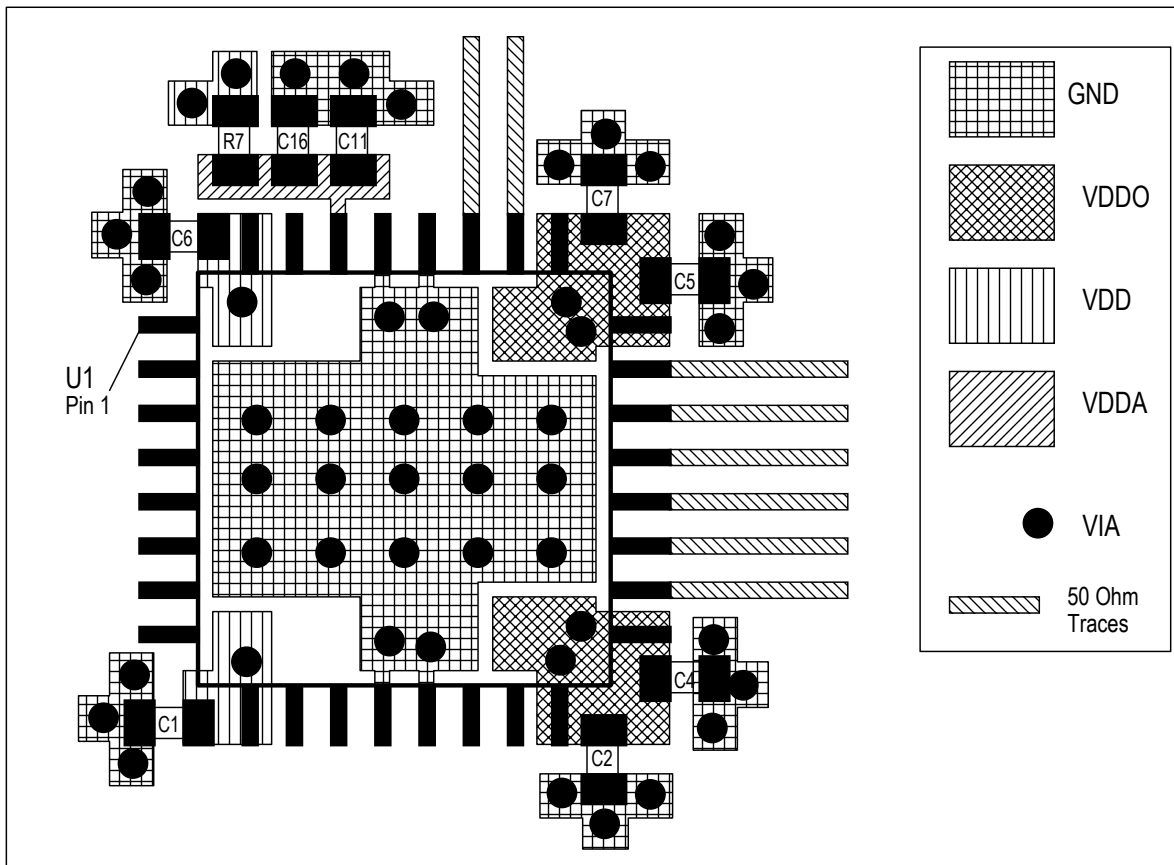 R7
C16
C11
C7
C6
C5
U1
Pin 1
C1
C4
C2
GND
VDDO
VDD
VDDA
VIA
50 Ohm
Traces